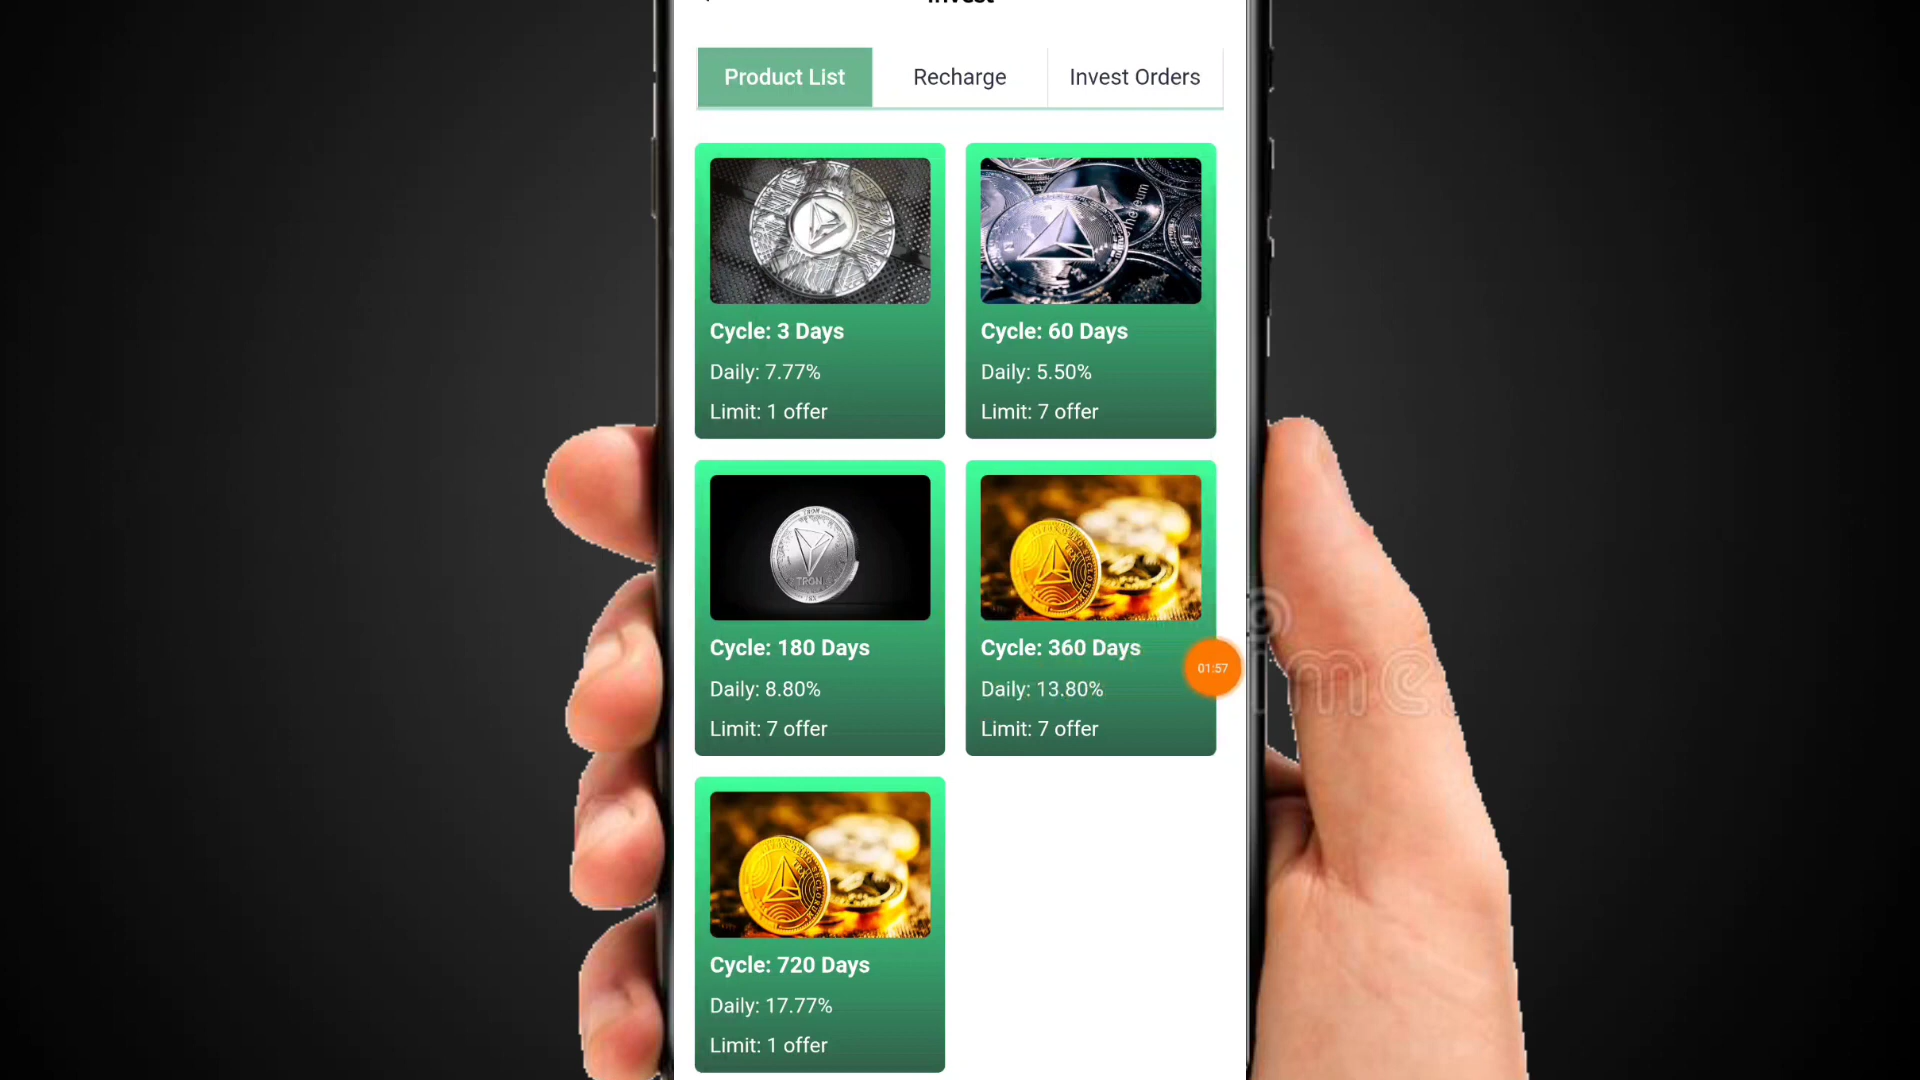 Invest
Product List
Recharge
Invest Orders
Cycle: 3 Days
Daily: 7.77%
Limit: 1 offer
Cycle: 60 Days
Daily: 5.50%
Limit: 7 offer
TRON
Cycle: 180 Days
Daily: 8.80%
Limit: 7 offer
Cycle: 360 Days
Daily: 13.80%
Limit: 7 offer
01:57
Cycle: 720 Days
Daily: 17.77%
Limit: 1 offer